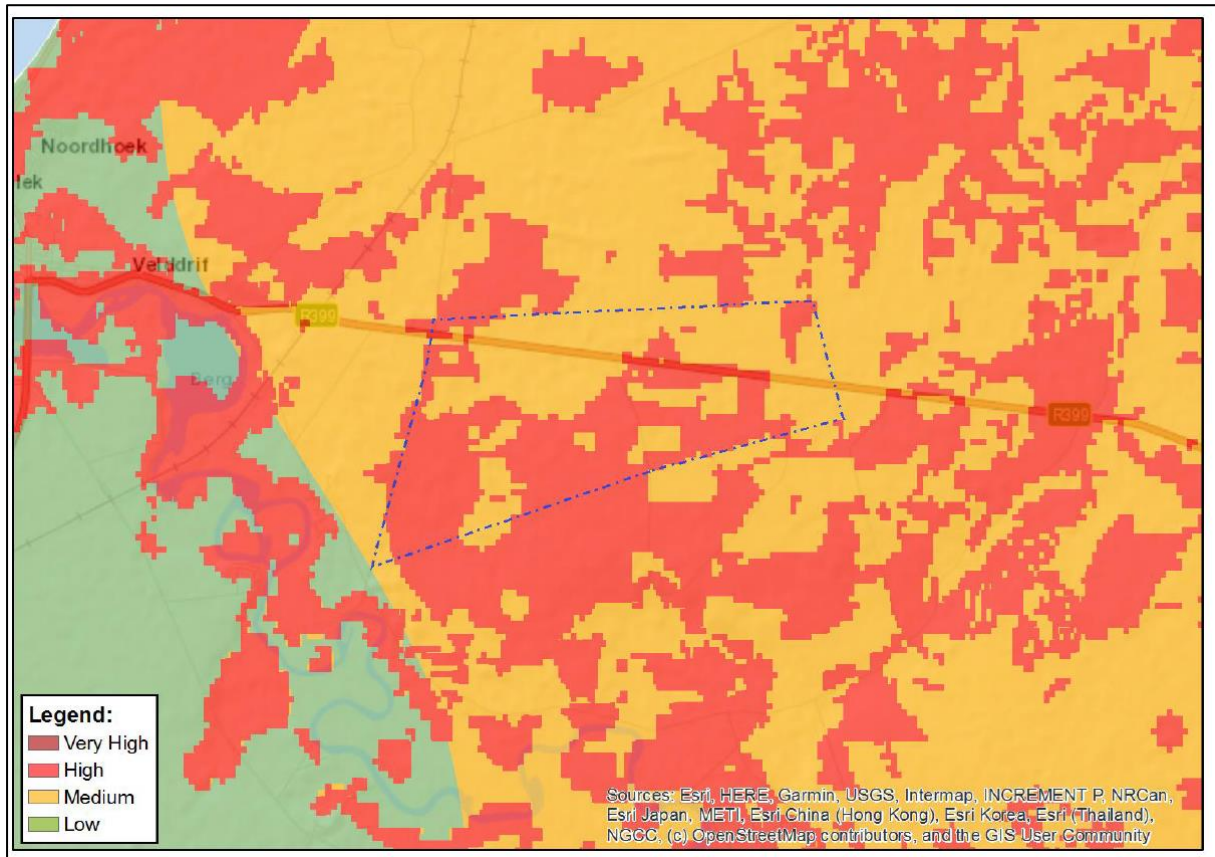 Noordhoek
lek
Velddrif
R399
Berg
R399
Legend:
Very High
High
Medium
Low
Sources: Esri, HERE, Garmin, USGS, Intermap, INCREMENT P, NRCan,
Esri Japan, METI, Esri China (Hong Kong), Esri Korea, Esri (Thailand),
NGCC, (c) OpenStreetMap contributors, and the GIS User Community